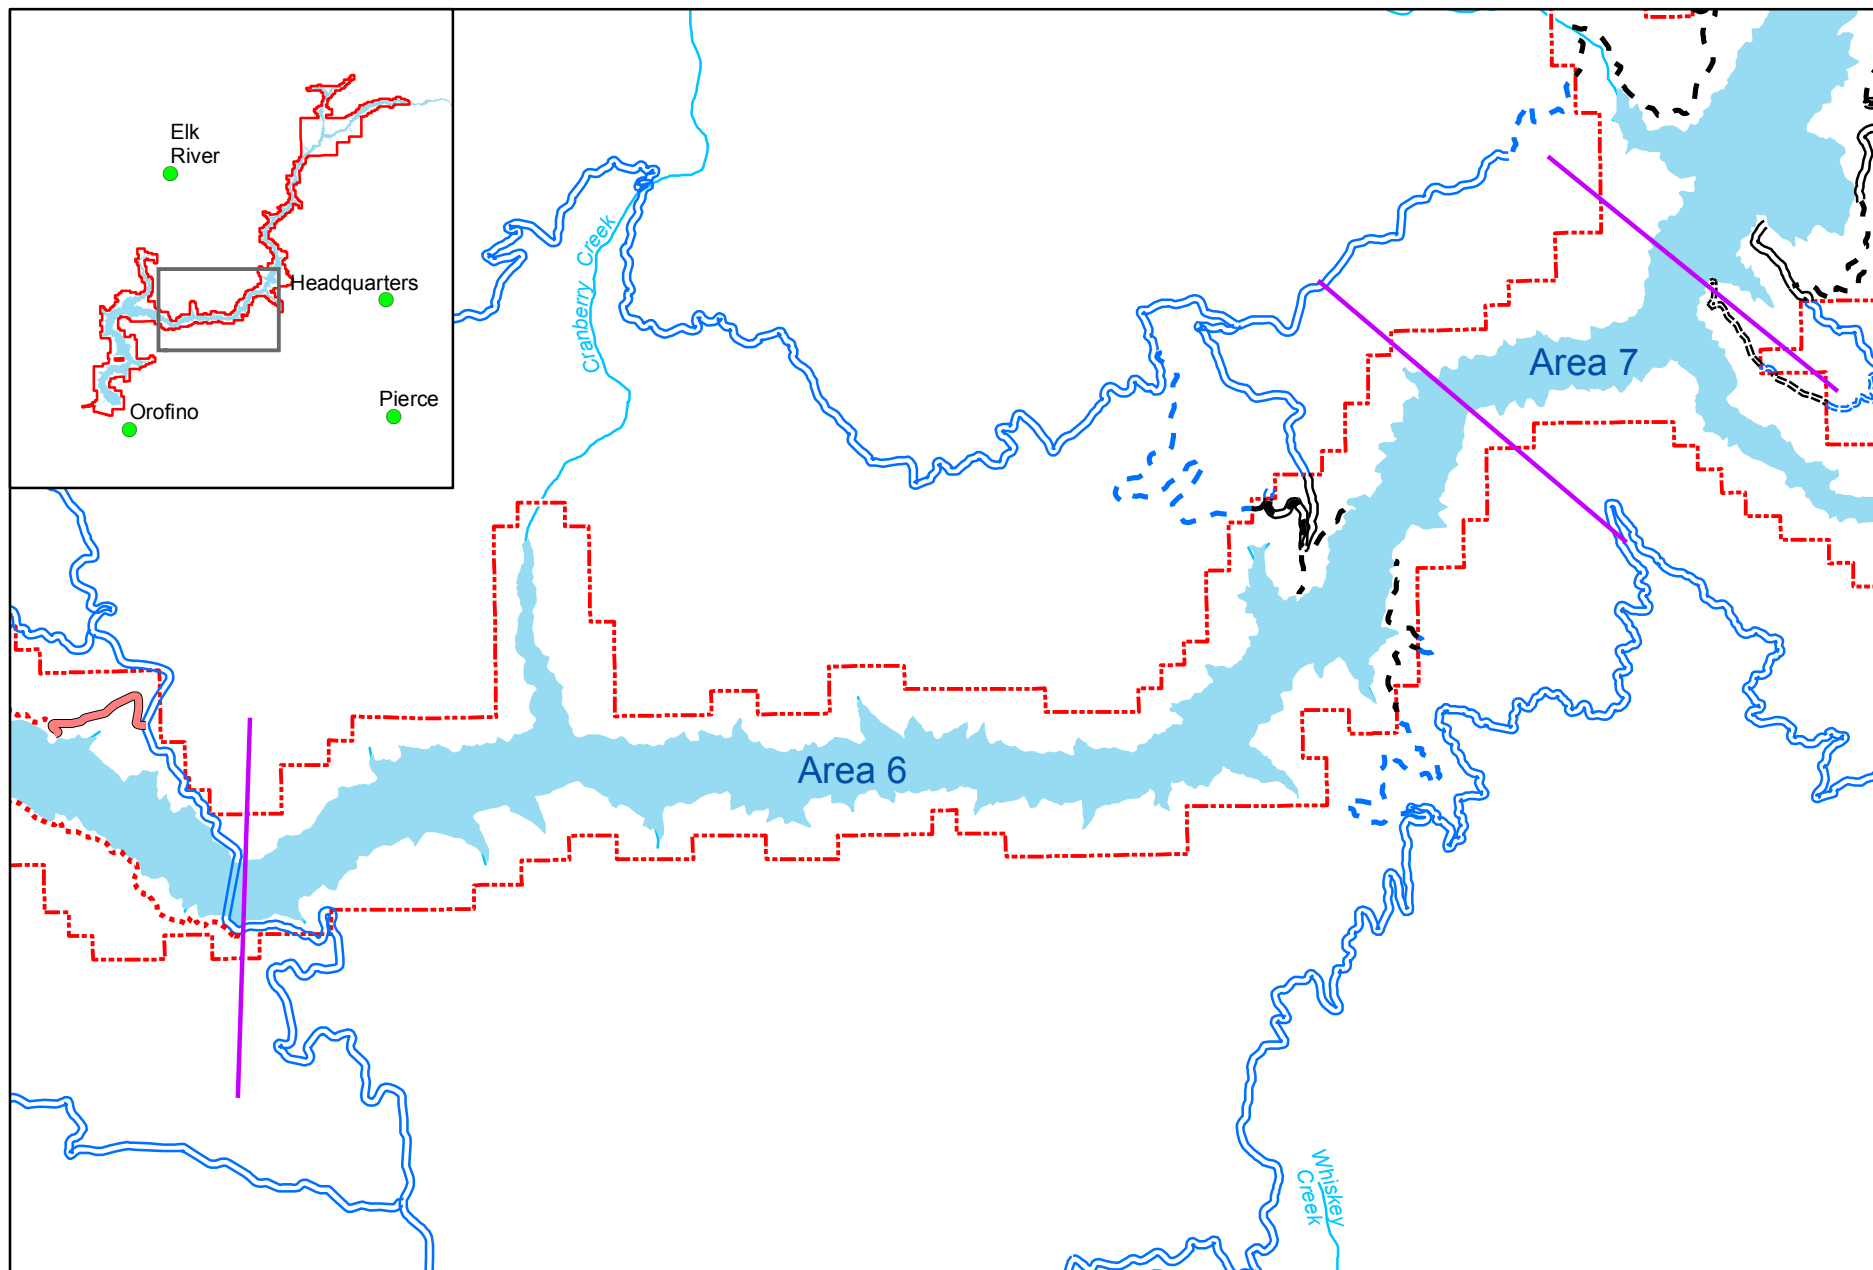 Elk
River
Headquarters
Orofino
Pierce
Cranberry Creek
Area 7
Area 6
Whiskey
Creek